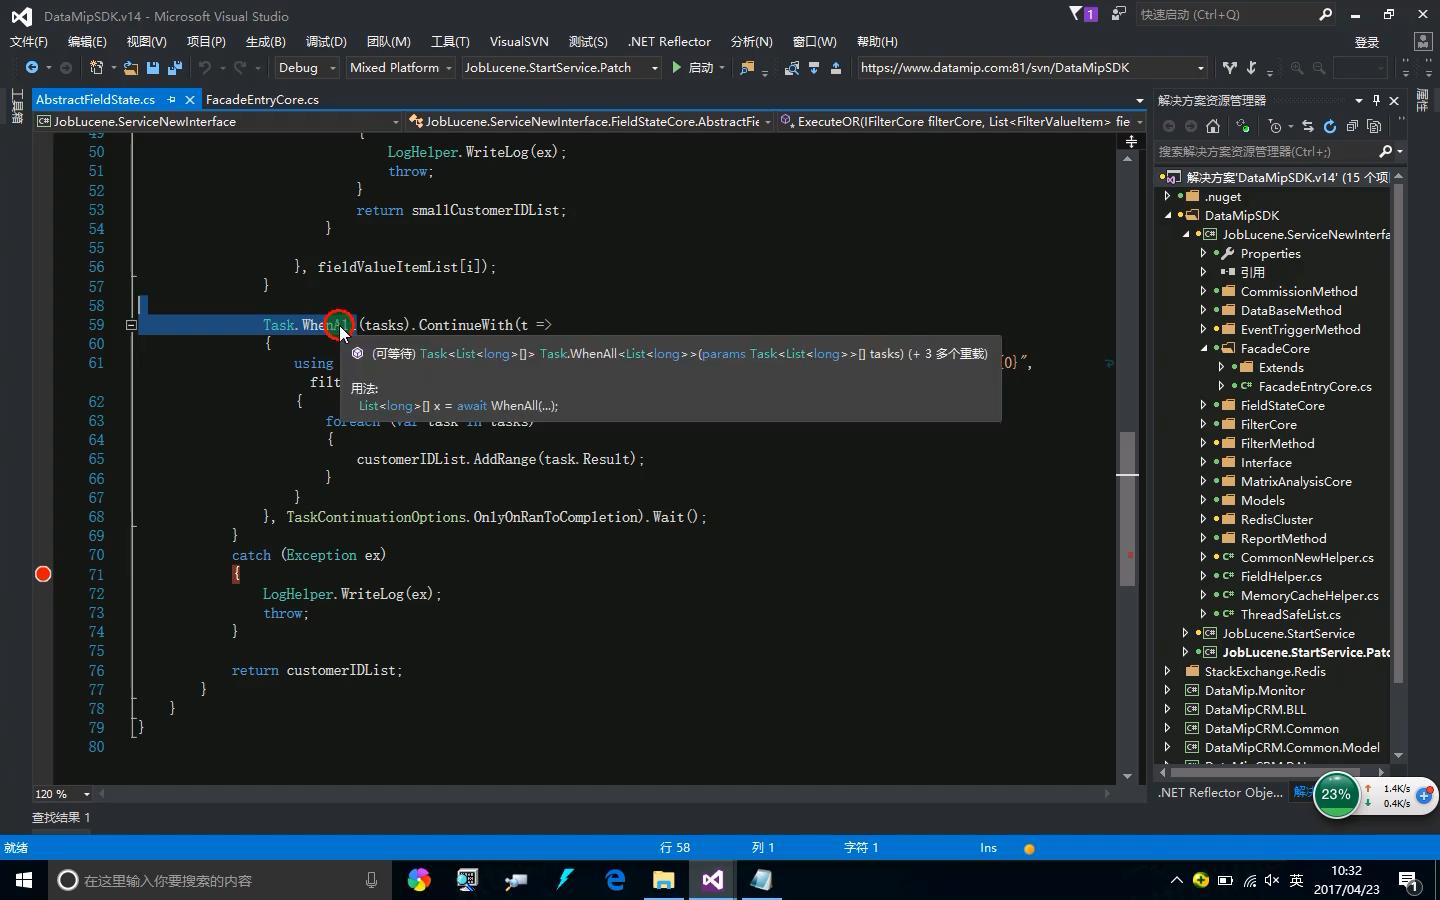 DataMipSDK.v14 - Microsoft Visual Studio
1
快速启动 (Ctrl+Q)
文件(F) 编辑(E) 视图(V) 项目(P) 生成(B) 调试(D) 团队(M) 工具(T) VisualSVN 测试(S) .NET Reflector 分析(N) 窗口(W) 帮助(H) 登录
Debug Mixed Platform JobLucene.StartService.Patch 启动 https://www.datamip.com:81/svn/DataMipSDK
工具箱
AbstractFieldState.cs FacadeEntryCore.cs
JobLucene.ServiceNewInterface JobLucene.ServiceNewInterface.FieldStateCore.AbstractFie ExecuteOR(IFilterCore filterCore, List<FilterValueItem> fie
49 {
50 LogHelper.WriteLog(ex);
51 throw;
52 }
53 return smallCustomerIDList;
54 }
55
56 }, fieldValueItemList[i]);
57 }
58
59 Task.WhenAll(tasks).ContinueWith(t =>
60 {
(可等待) Task<List<long>[]> Task.WhenAll<List<long>>(params Task<List<long>>[] tasks) (+ 3 多个重载)
61 using {0}",
filt
用法:
List<long>[] x = await WhenAll(...);
62 {
63 foreach (var task in tasks)
64 {
65 customerIDList.AddRange(task.Result);
66 }
67 }
68 }, TaskContinuationOptions.OnlyOnRanToCompletion).Wait();
69 }
70 catch (Exception ex)
71 {
72 LogHelper.WriteLog(ex);
73 throw;
74 }
75
76 return customerIDList;
77 }
78 }
79 }
80
120 %
查找结果 1
解决方案资源管理器
属性
搜索解决方案资源管理器(Ctrl+;)
解决方案'DataMipSDK.v14' (15 个项
.nuget
DataMipSDK
JobLucene.ServiceNewInterfa
Properties
引用
CommissionMethod
DataBaseMethod
EventTriggerMethod
FacadeCore
Extends
FacadeEntryCore.cs
FieldStateCore
FilterCore
FilterMethod
Interface
MatrixAnalysisCore
Models
RedisCluster
ReportMethod
CommonNewHelper.cs
FieldHelper.cs
MemoryCacheHelper.cs
ThreadSafeList.cs
JobLucene.StartService
JobLucene.StartService.Patc
StackExchange.Redis
DataMip.Monitor
DataMipCRM.BLL
DataMipCRM.Common
DataMipCRM.Common.Model
.NET Reflector Obje... 解决
23% 1.4K/s
0.4K/s
就绪 行 58 列 1 字符 1 Ins
在这里输入你要搜索的内容
英
10:32
2017/04/23
1